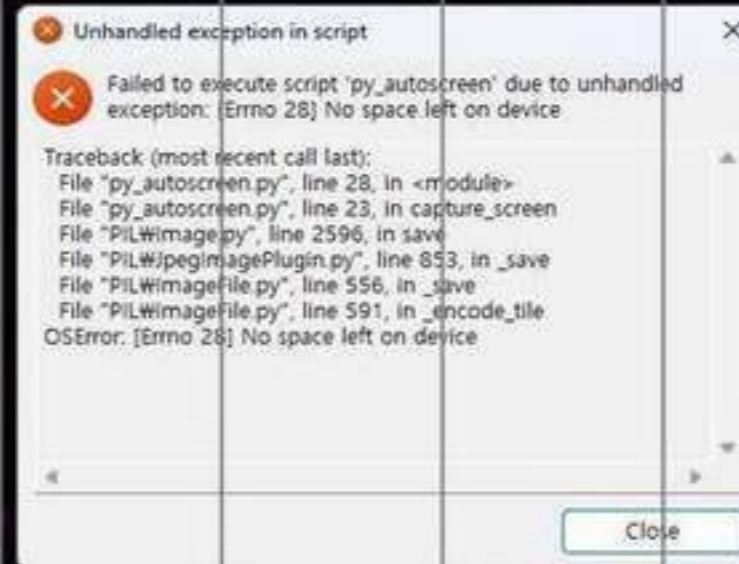 Unhandled exception in script
Failed to execute script 'py_autoscreen' due to unhandled
exception: [Errno 28] No space left on device
Traceback (most recent call last):
File "py_autoscreen.py", line 28, in <module>
File "py_autoscreen.py", line 23, in capture_screen
File "PIL₩Image.py", line 2596, in save
File "PIL₩JpegImagePlugin.py", line 853, in _save
File "PIL₩ImageFile.py", line 556, in _save
File "PIL₩ImageFile.py", line 591, in _encode_tile
OSError: [Errno 28] No space left on device
Close